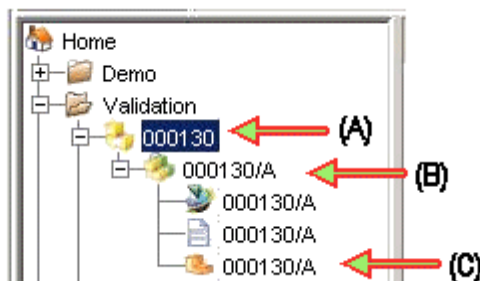 Home
Demo
Validation
000130 (A)
000130/A (B)
000130/A
000130/A
000130/A (C)